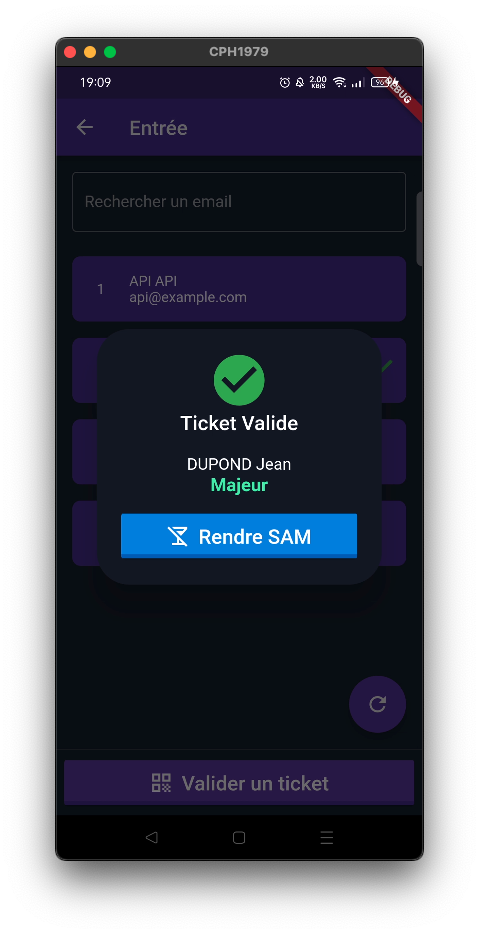 CPH1979
19:09
2.00
KB/S
96
DEBUG
Entrée
Rechercher un email
1
API API
api@example.com
Ticket Valide
DUPOND Jean
Majeur
Rendre SAM
Valider un ticket